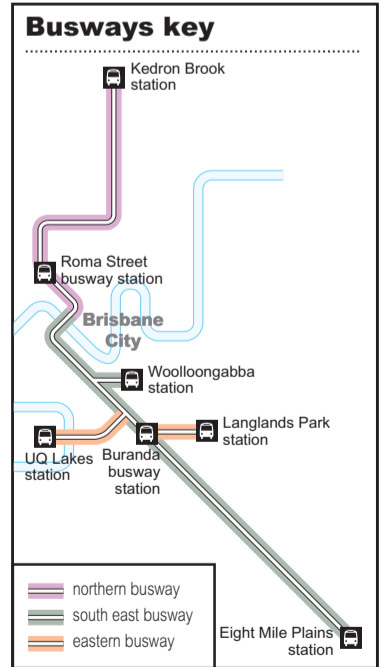 Busways key
Kedron Brook
station
Roma Street
busway station
Brisbane
City
Woolloongabba
station
Langlands Park
station
UQ Lakes
station
Buranda
busway
station
Eight Mile Plains
station
northern busway
south east busway
eastern busway